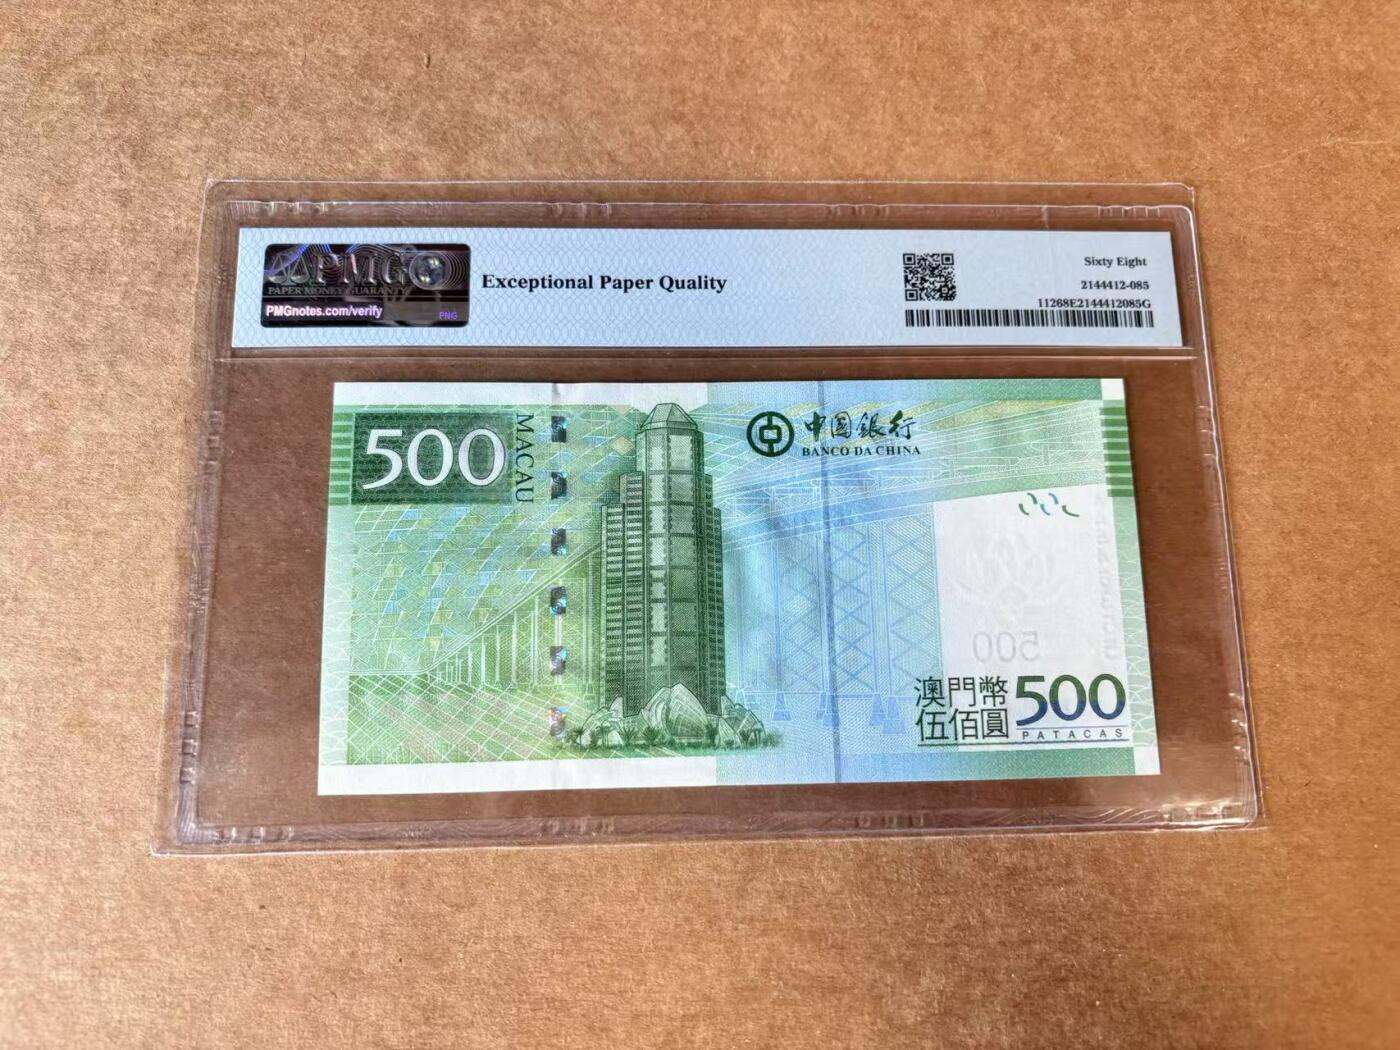 PMG
PAPER MONEY GUARANTY
PMGnotes.com/verify
PNG
Exceptional Paper Quality
Sixty Eight
2144412-085
11268E2144412085G
500
MACAU
中國銀行
BANCO DA CHINA
500
澳門幣
伍佰圓
500
PATACAS